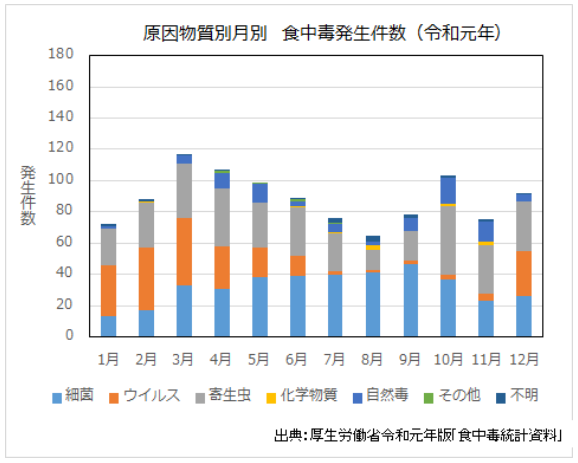 原因物質別月別　食中毒発生件数（令和元年）
180
160
140
120
100
80
60
40
20
0
発生件数
1月 2月 3月 4月 5月 6月 7月 8月 9月 10月 11月 12月
細菌 ウイルス 寄生虫 化学物質 自然毒 その他 不明
出典：厚生労働省令和元年版「食中毒統計資料」